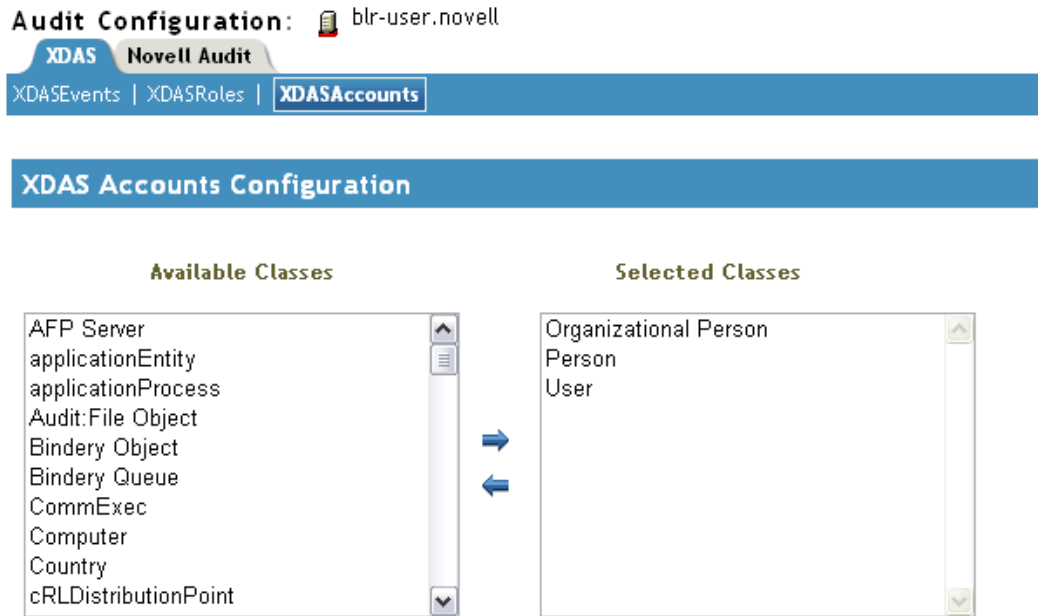 Audit Configuration: blr-user.novell
XDAS Novell Audit
XDASEvents | XDASRoles | XDASAccounts
XDAS Accounts Configuration
Available Classes
AFP Server
applicationEntity
applicationProcess
Audit:File Object
Bindery Object
Bindery Queue
CommExec
Computer
Country
cRLDistributionPoint
Selected Classes
Organizational Person
Person
User